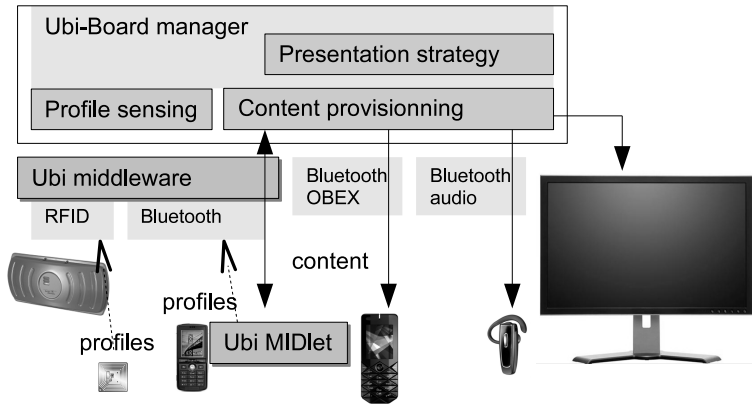 Ubi-Board manager
Presentation strategy
Profile sensing
Content provisionning
Ubi middleware
RFID
Bluetooth
Bluetooth
OBEX
Bluetooth
audio
content
profiles
profiles
Ubi MIDlet